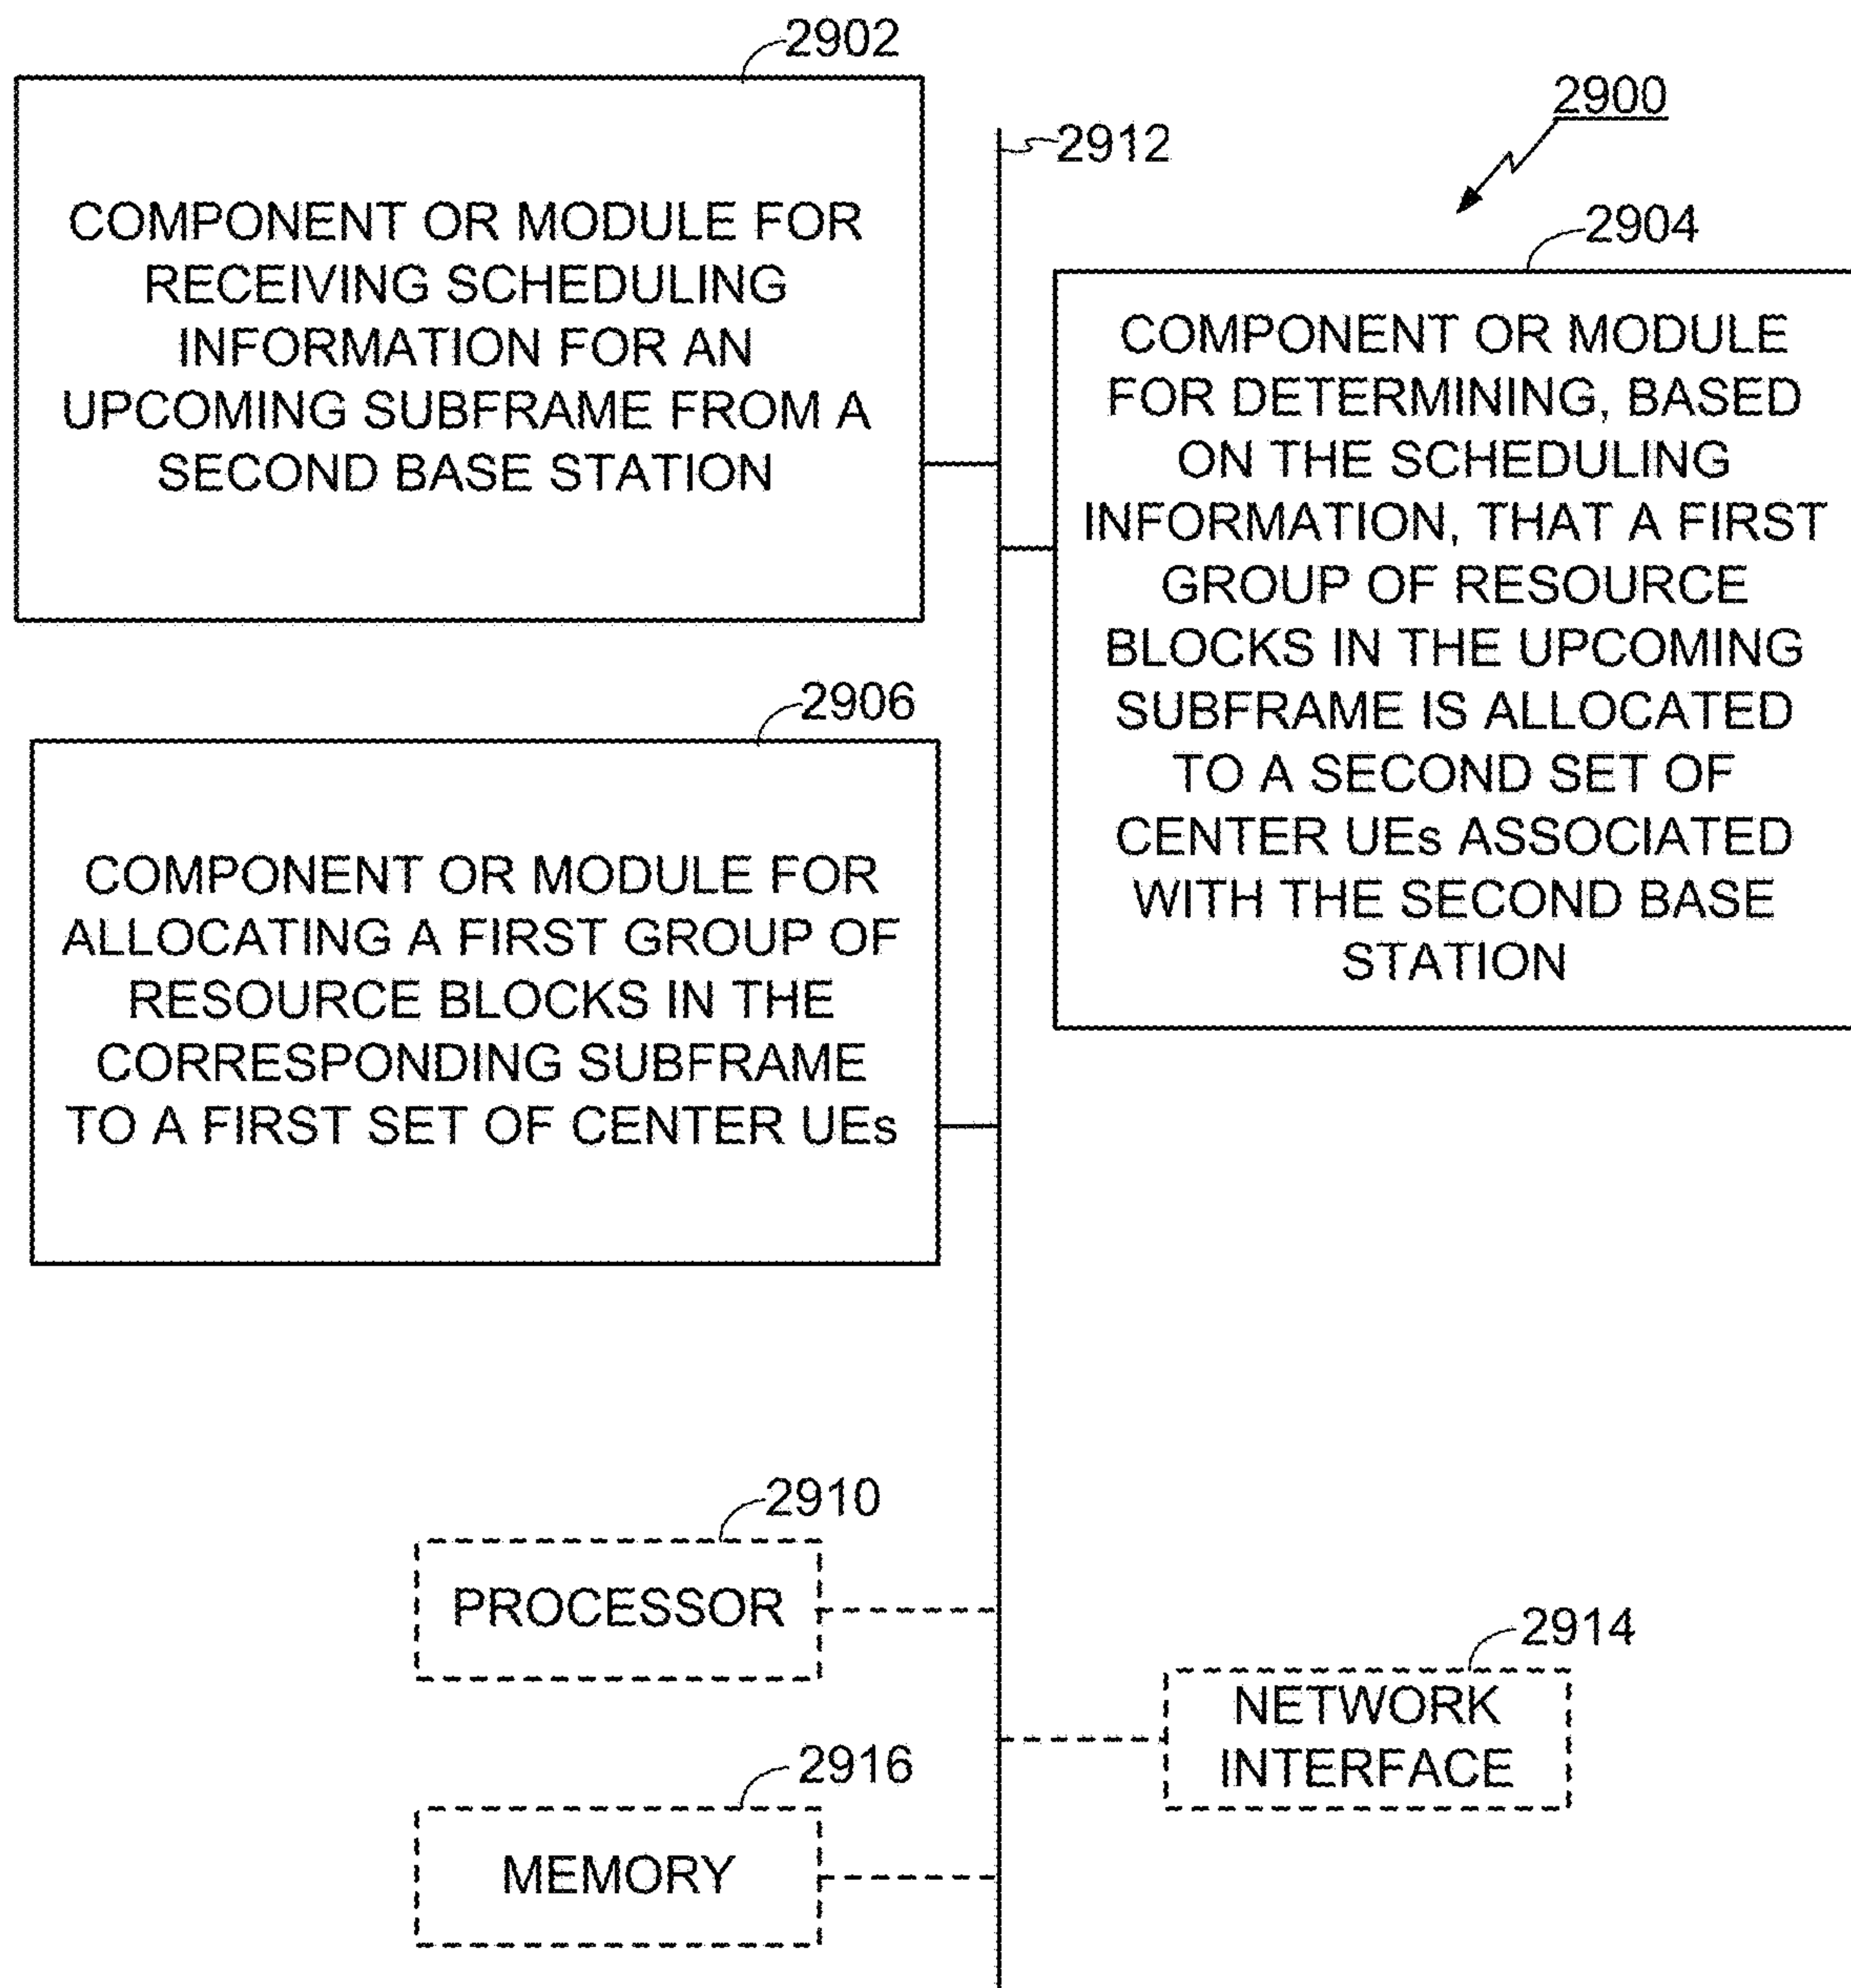 2902
COMPONENT OR MODULE FOR
RECEIVING SCHEDULING
INFORMATION FOR AN
UPCOMING SUBFRAME FROM A
SECOND BASE STATION
2912
2900
2904
COMPONENT OR MODULE
FOR DETERMINING, BASED
ON THE SCHEDULING
INFORMATION, THAT A FIRST
GROUP OF RESOURCE
BLOCKS IN THE UPCOMING
SUBFRAME IS ALLOCATED
TO A SECOND SET OF
CENTER UEs ASSOCIATED
WITH THE SECOND BASE
STATION
2906
COMPONENT OR MODULE FOR
ALLOCATING A FIRST GROUP OF
RESOURCE BLOCKS IN THE
CORRESPONDING SUBFRAME
TO A FIRST SET OF CENTER UEs
2910
PROCESSOR
2914
NETWORK
INTERFACE
2916
MEMORY